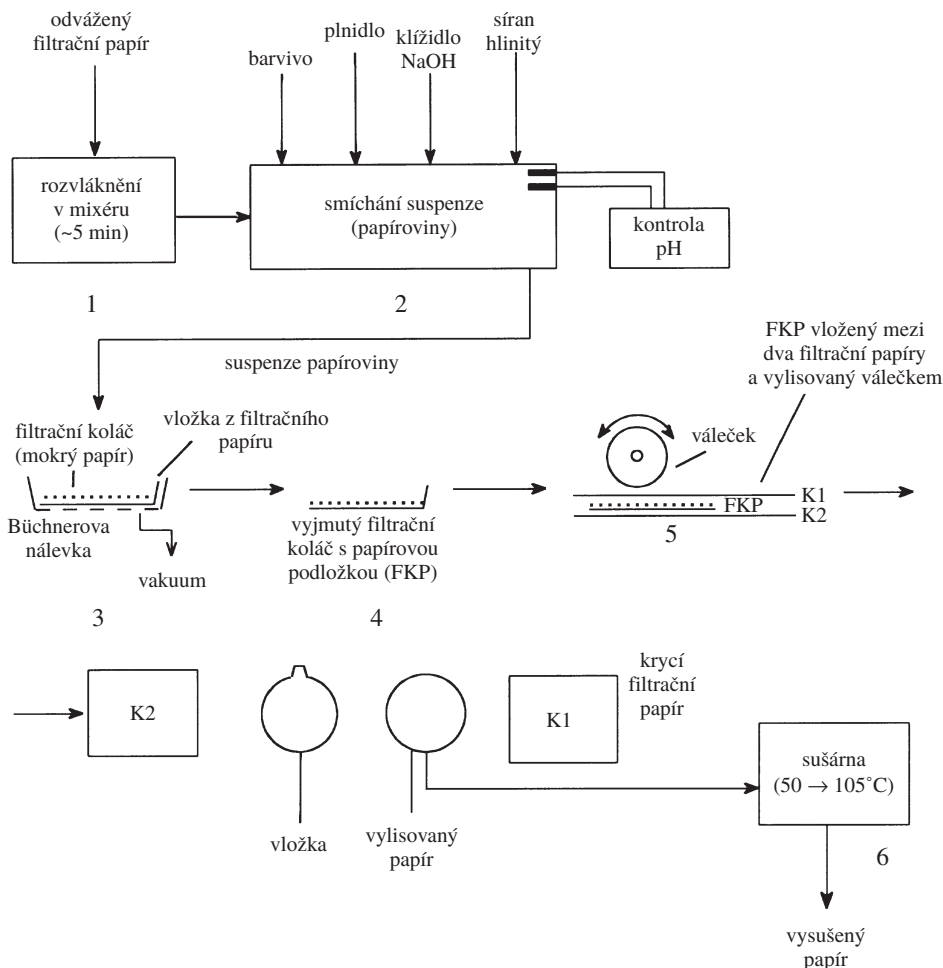 odvážený
filtrační papír
barvivo
plnidlo
klížidlo
NaOH
síran
hlinitý
rozvláknění
v mixéru
(~5 min)
smíchání suspenze
(papíroviny)
kontrola
pH
1
2
suspenze papíroviny
FKP vložený mezi
dva filtrační papíry
a vylisovaný válečkem
filtrační koláč
(mokrý papír)
vložka z filtračního
papíru
váleček
K1
FKP
K2
Büchnerova
nálevka
vakuum
vyjmutý filtrační
koláč s papírovou
podložkou (FKP)
3
4
5
K2
K1
krycí
filtrační
papír
vložka
vylisovaný
papír
sušárna
(50 → 105˚C)
6
vysušený
papír